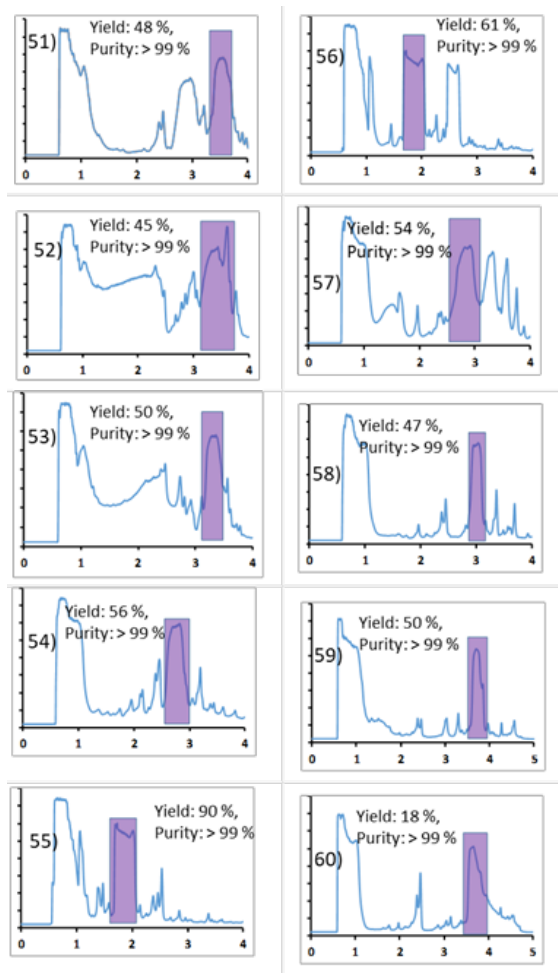 51)
Yield: 48 %,
Purity: > 99 %
0 1 2 3 4
52)
Yield: 45 %,
Purity: > 99 %
0 1 2 3 4
53)
Yield: 50 %,
Purity: > 99 %
0 1 2 3 4
54)
Yield: 56 %,
Purity: > 99 %
0 1 2 3 4
55)
Yield: 90 %,
Purity: > 99 %
0 1 2 3 4
56)
Yield: 61 %,
Purity: > 99 %
0 1 2 3 4
57)
Yield: 54 %,
Purity: > 99 %
0 1 2 3 4
58)
Yield: 47 %,
Purity: > 99 %
0 1 2 3 4
59)
Yield: 50 %,
Purity: > 99 %
0 1 2 3 4 5
60)
Yield: 18 %,
Purity: > 99 %
0 1 2 3 4 5